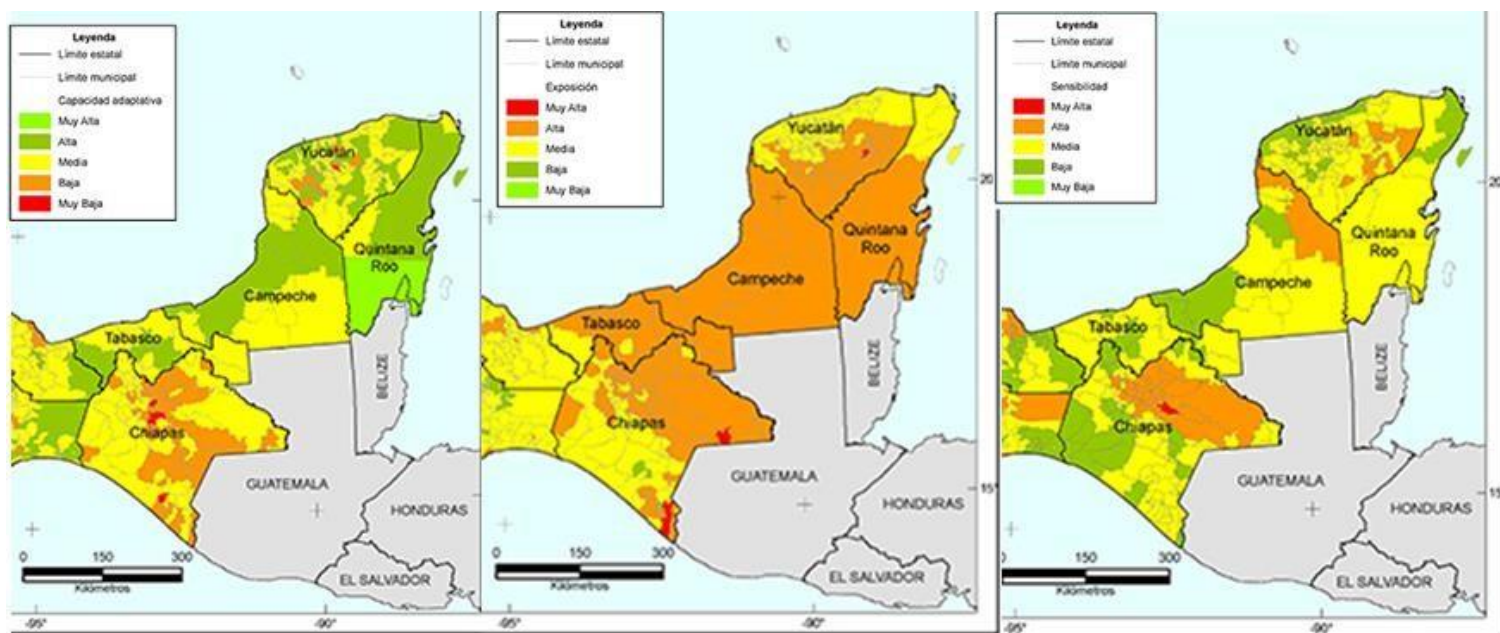 Leyenda
Límite estatal
Límite municipal
Capacidad adaptativa
Muy Alta
Alta
Media
Baja
Muy Baja
Yucatán
Quintana
Roo
Campeche
Tabasco
Chiapas
BELIZE
GUATEMALA
HONDURAS
EL SALVADOR
0 150 300
Kilómetros
-95° -90°
Leyenda
Límite estatal
Límite municipal
Exposición
Muy Alta
Alta
Media
Baja
Muy Baja
Yucatán
20
Quintana
Roo
Campeche
Tabasco
Chiapas
BELIZE
GUATEMALA
15
HONDURAS
EL SALVADOR
0 150 300
Kilómetros
-95° -90°
Leyenda
Límite estatal
Límite municipal
Sensibilidad
Muy Alta
Alta
Media
Baja
Muy Baja
Yucatán
20
Quintana
Roo
Campeche
Tabasco
Chiapas
BELIZE
GUATEMALA
15
HONDURAS
EL SALVADOR
0 150 300
Kilómetros
-95° -90°